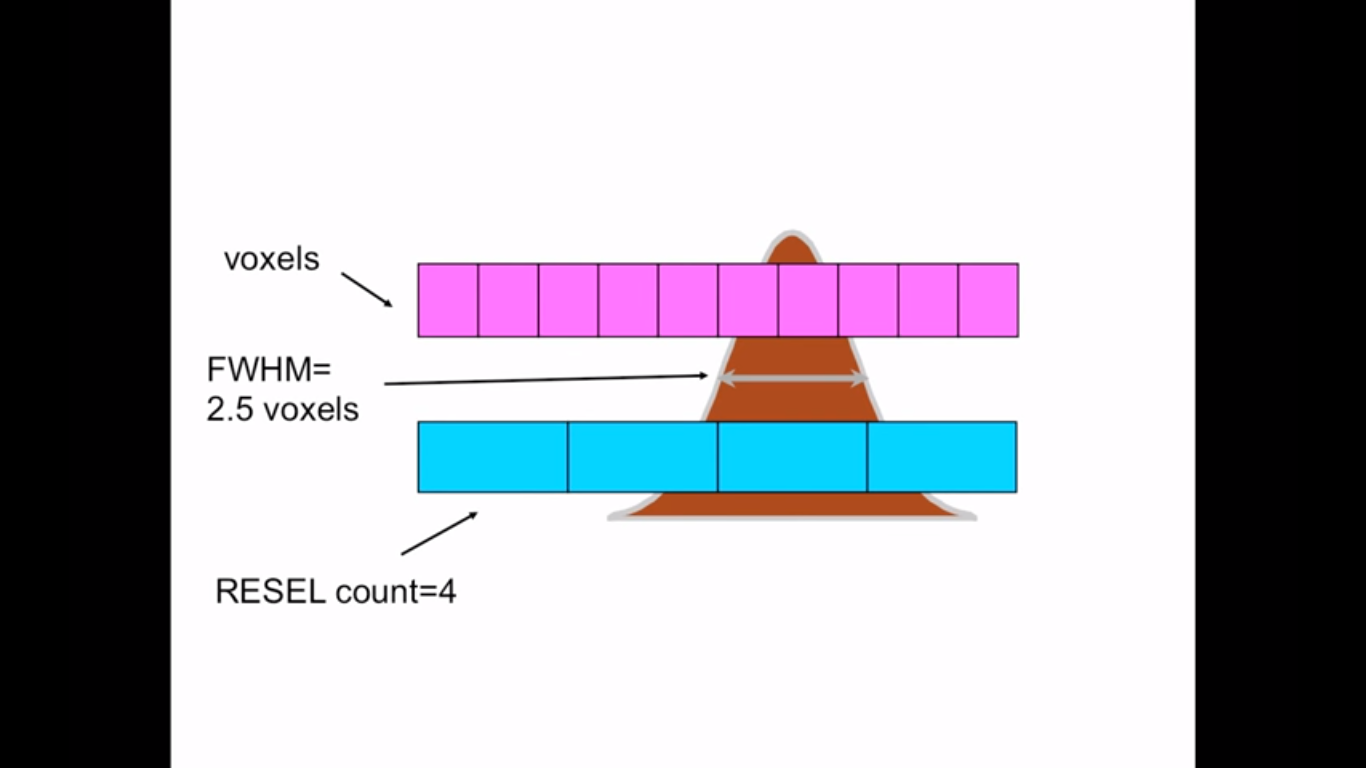 voxels
FWHM=
2.5 voxels
RESEL count=4